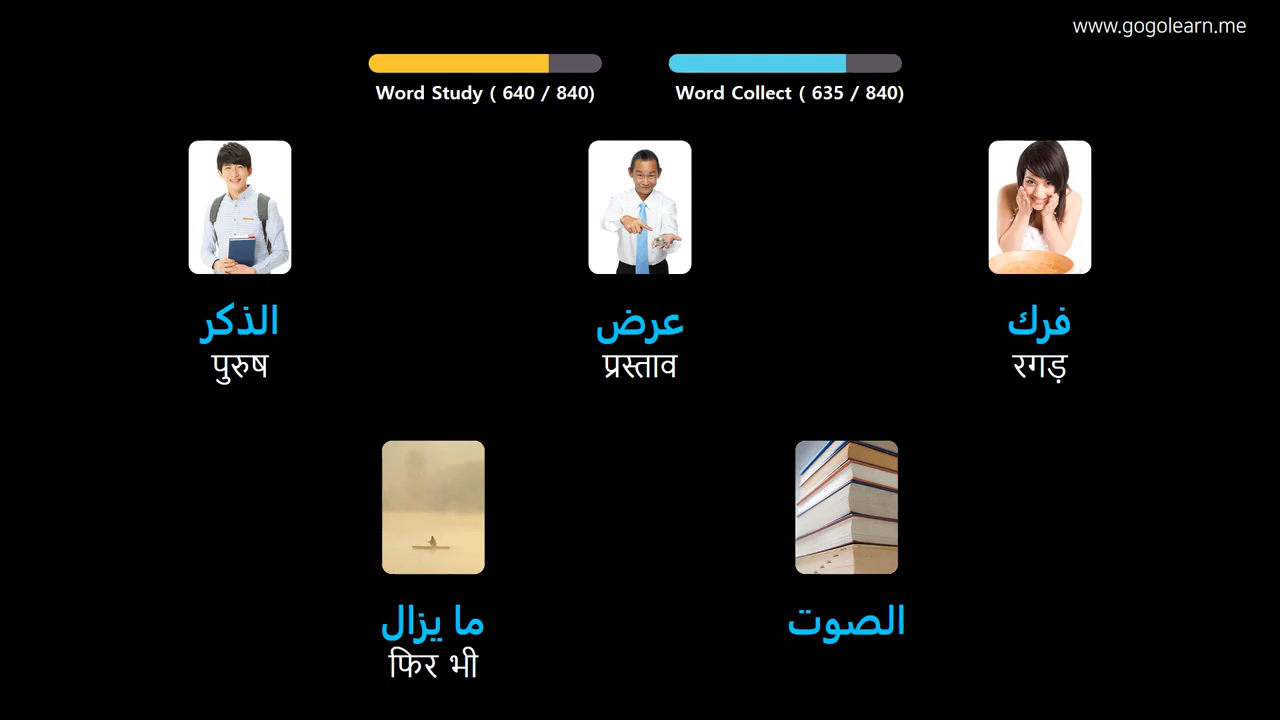 www.gogolearn.me
Word Study ( 640 / 840)
Word Collect ( 635 / 840)
الذكر
पुरुष
عرض
प्रस्ताव
فرك
रगड़
ما يزال
फिर भी
الصوت